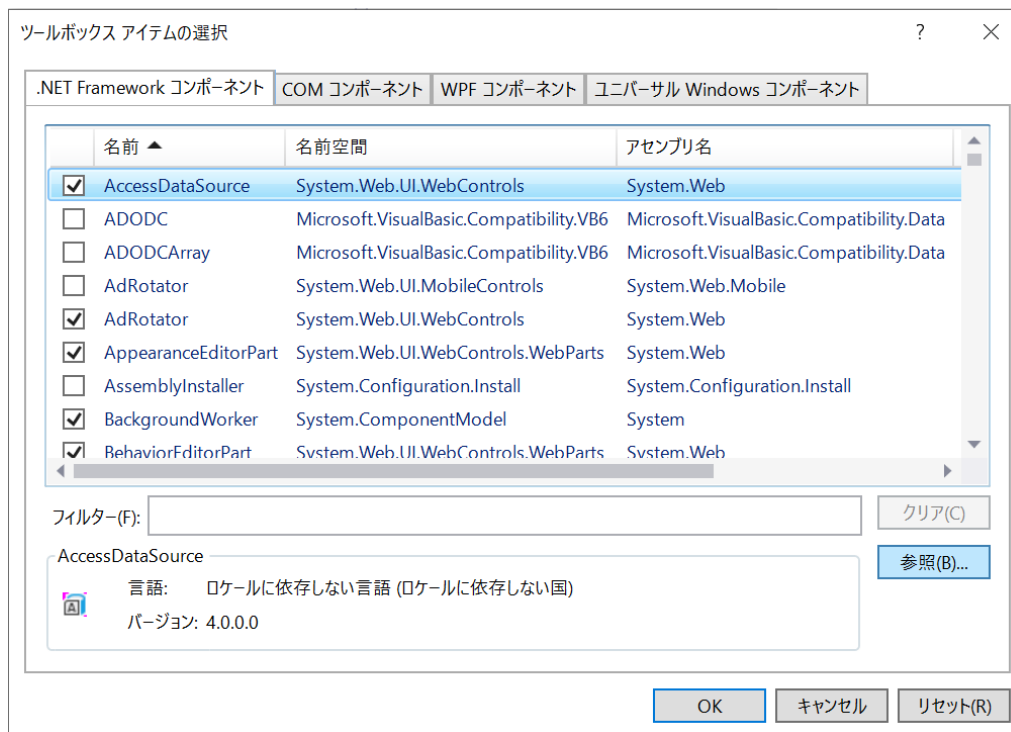 ツールボックス アイテムの選択
.NET Framework コンポーネント COM コンポーネント WPF コンポーネント ユニバーサル Windows コンポーネント
名前 名前空間 アセンブリ名
AccessDataSource System.Web.UI.WebControls System.Web
ADODC Microsoft.VisualBasic.Compatibility.VB6 Microsoft.VisualBasic.Compatibility.Data
ADODCArray Microsoft.VisualBasic.Compatibility.VB6 Microsoft.VisualBasic.Compatibility.Data
AdRotator System.Web.UI.MobileControls System.Web.Mobile
AdRotator System.Web.UI.WebControls System.Web
AppearanceEditorPart System.Web.UI.WebControls.WebParts System.Web
AssemblyInstaller System.Configuration.Install System.Configuration.Install
BackgroundWorker System.ComponentModel System
BehaviorEditorPart System.Web.UI.WebControls.WebParts System.Web
フィルター(F): クリア(C)
AccessDataSource 参照(B)...
言語: ロケールに依存しない言語 (ロケールに依存しない国)
バージョン: 4.0.0.0
OK キャンセル リセット(R)